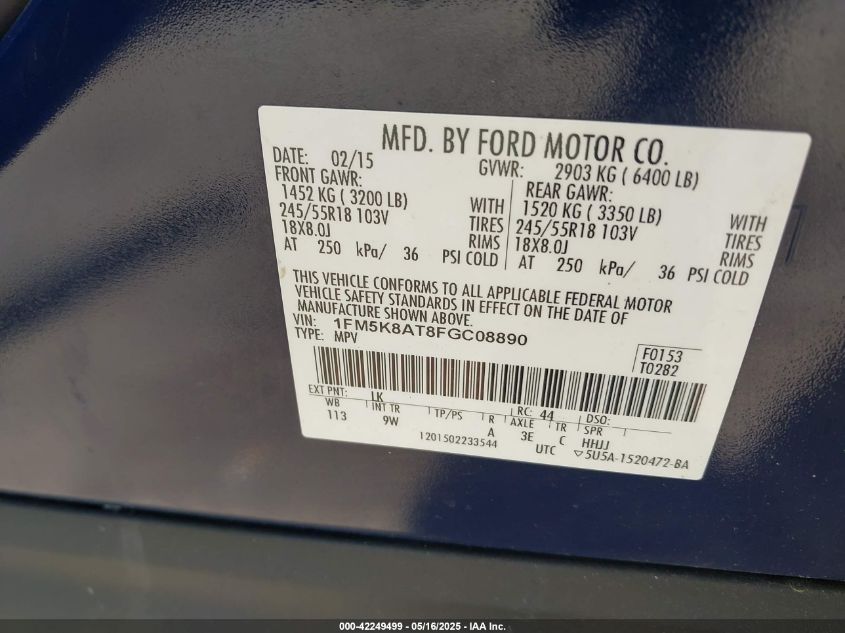 MFD. BY FORD MOTOR CO.
DATE: 02/15 GVWR: 2903 KG ( 6400 LB)
FRONT GAWR: REAR GAWR:
1452 KG ( 3200 LB) WITH 1520 KG ( 3350 LB) WITH
245/55R18 103V TIRES 245/55R18 103V TIRES
18X8.0J RIMS 18X8.0J RIMS
AT 250 kPa/ 36 PSI COLD AT 250 kPa/ 36 PSI COLD
THIS VEHICLE CONFORMS TO ALL APPLICABLE FEDERAL MOTOR
VEHICLE SAFETY STANDARDS IN EFFECT ON THE DATE OF
MANUFACTURE SHOWN ABOVE.
VIN: 1FM5K8AT8FGC08890
TYPE: MPV
F0153
T0282
EXT PNT: LK RC: 44 DSO:
WB INT TR TP/PS R AXLE TR SPR
113 9W A 3E C HHJJ
1201502233544 UTC ▽5U5A-1520472-BA
000-42249499 - 05/16/2025 - IAA Inc.